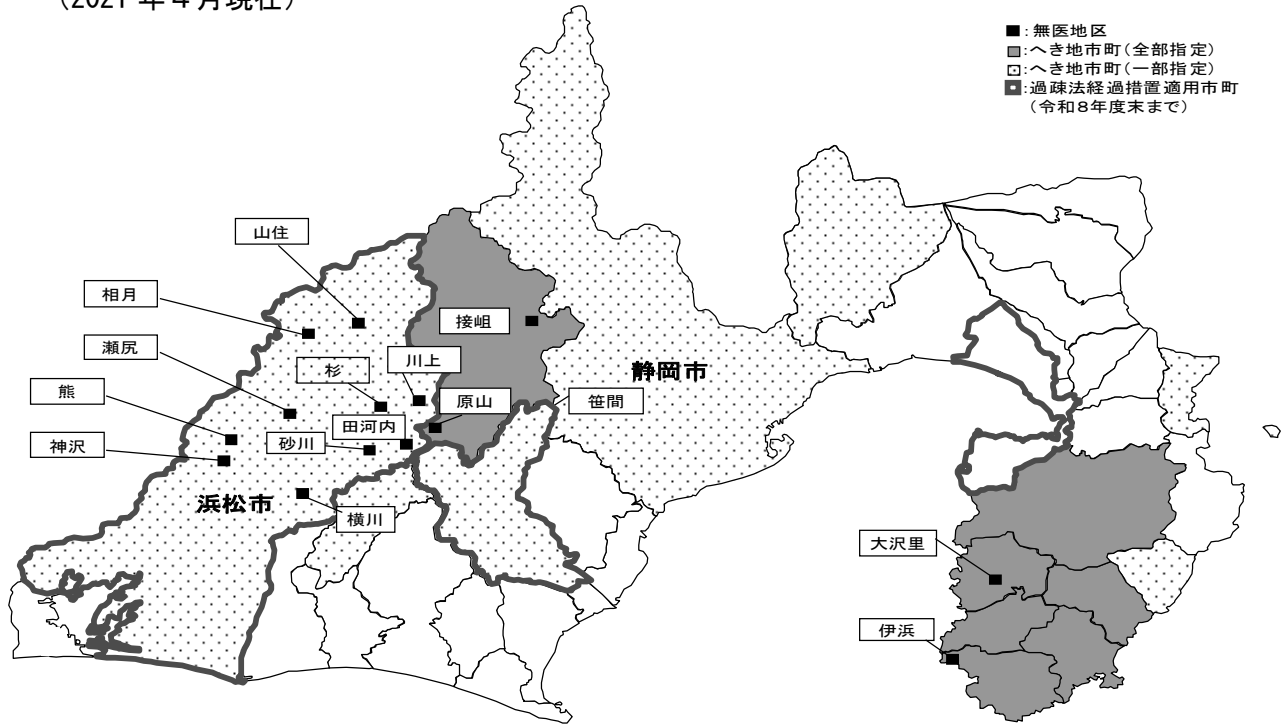 （2021年4月現在）
■：無医地区
■：へき地市町（全部指定）
：へき地市町（一部指定）
：過疎法経過措置適用市町
（令和8年度末まで）
山住
相月
接岨
瀬尻
川上
杉
静岡市
熊
原山
笹間
田河内
神沢
砂川
浜松市
横川
大沢里
伊浜